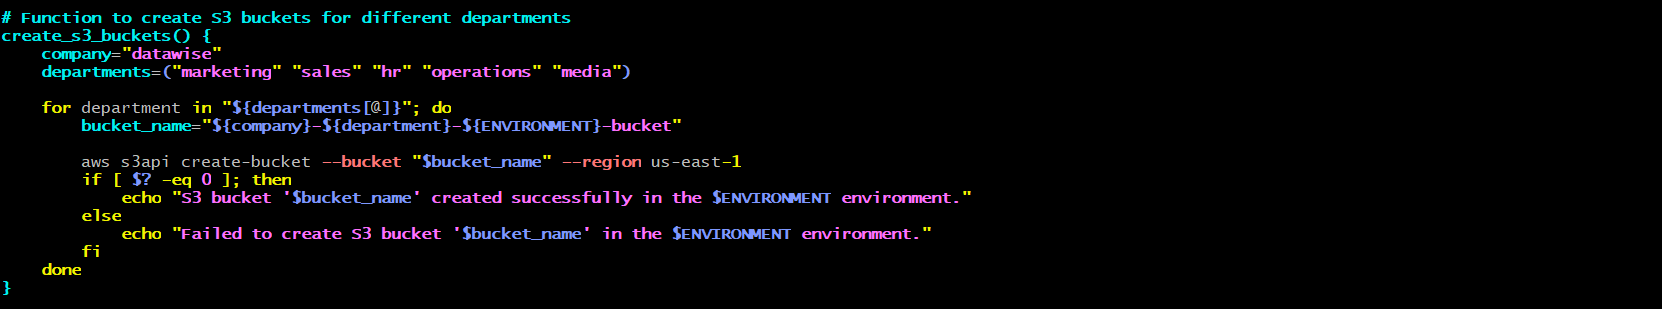 # Function to create S3 buckets for different departments
create_s3_buckets() {
    company="datawise"
    departments=("marketing" "sales" "hr" "operations" "media")

    for department in "${departments[@]}"; do
        bucket_name="${company}-${department}-${ENVIRONMENT}-bucket"

        aws s3api create-bucket --bucket "$bucket_name" --region us-east-1
        if [ $? -eq 0 ]; then
            echo "S3 bucket '$bucket_name' created successfully in the $ENVIRONMENT environment."
        else
            echo "Failed to create S3 bucket '$bucket_name' in the $ENVIRONMENT environment."
        fi
    done
}